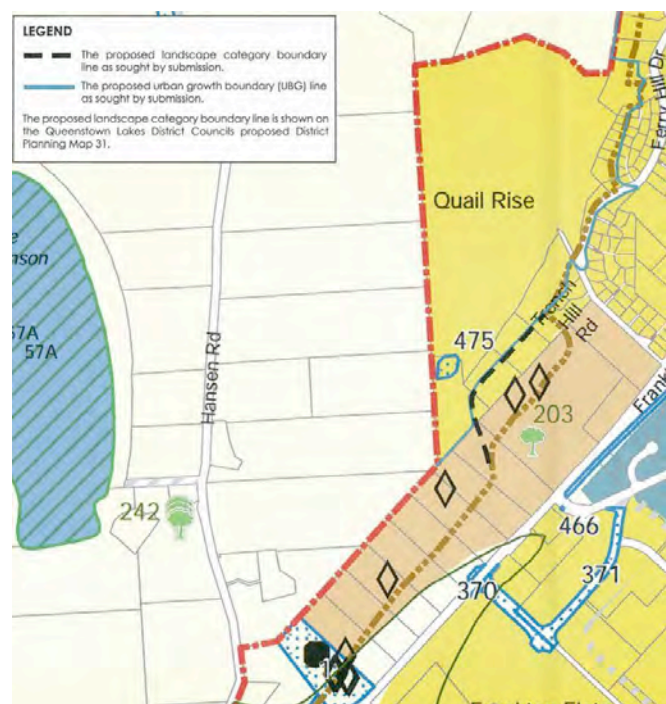 LEGEND
The proposed landscape category boundary
line as sought by submission.
The proposed urban growth boundary (UBG) line
as sought by submission.
The proposed landscape category boundary line is shown on
the Queenstown Lakes District Councils proposed District
Planning Map 31.
Ferry Hill Dr
Quail Rise
nson
57A
57A
Hansen Rd
475
Hill
Rd
203
Frank
242
466
371
370
1